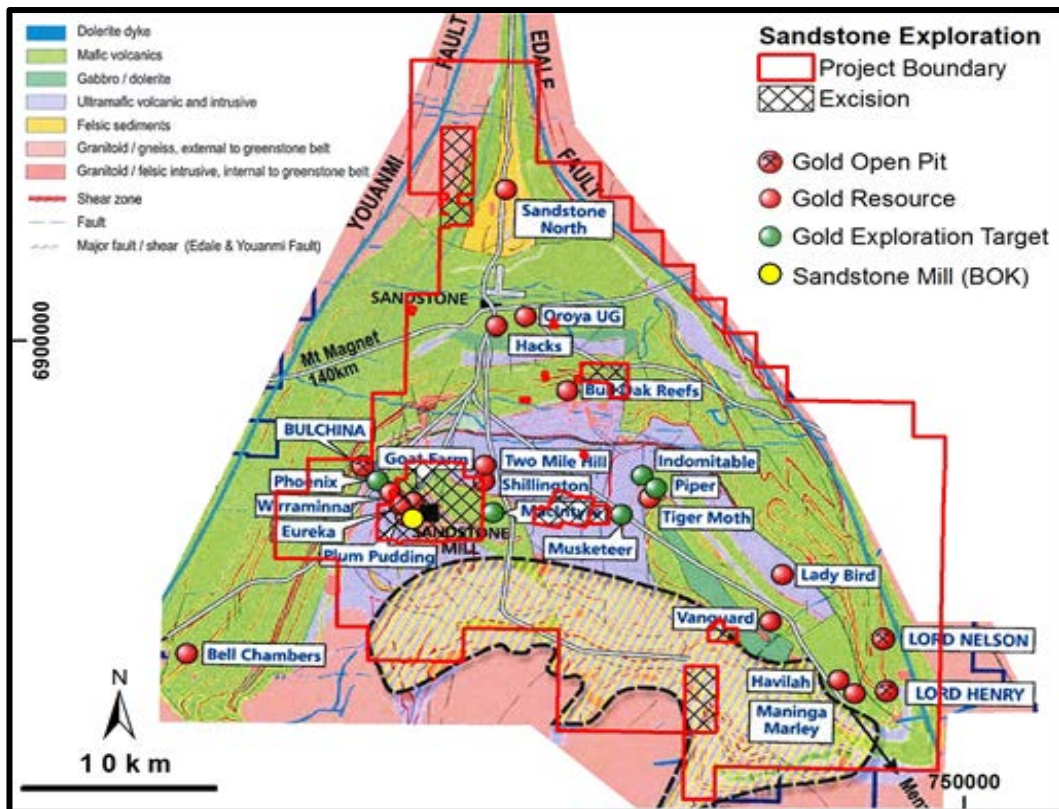 Dolerite dyke
Mafic volcanics
Gabbro / dolerite
Ultramafic volcanic and intrusive
Felsic sediments
Granitoid / gneiss, external to greenstone belt
Granitoid / felsic intrusive, internal to greenstone belt
Shear zone
Fault
Major fault / shear (Edale & Youanmi Fault)
Sandstone Exploration
Project Boundary
Excision
Gold Open Pit
Gold Resource
Gold Exploration Target
Sandstone Mill (BOK)
YOUANMI
FAULT
EDALE
FAULT
Sandstone
North
SANDSTONE
Oroya UG
Hacks
6900000
Mt Magnet
140km
Oak Reefs
BULCHINA
Goat Farm
Two Mile Hill
Indomitable
Phoenix
Shillington
Piper
Wirraminna
Tiger Moth
Eureka
SANDSTONE
MILL
Musketeer
Plum Pudding
Lady Bird
Vanguard
LORD NELSON
Bell Chambers
Havilah
LORD HENRY
Maninga
Marley
N
10 km
750000